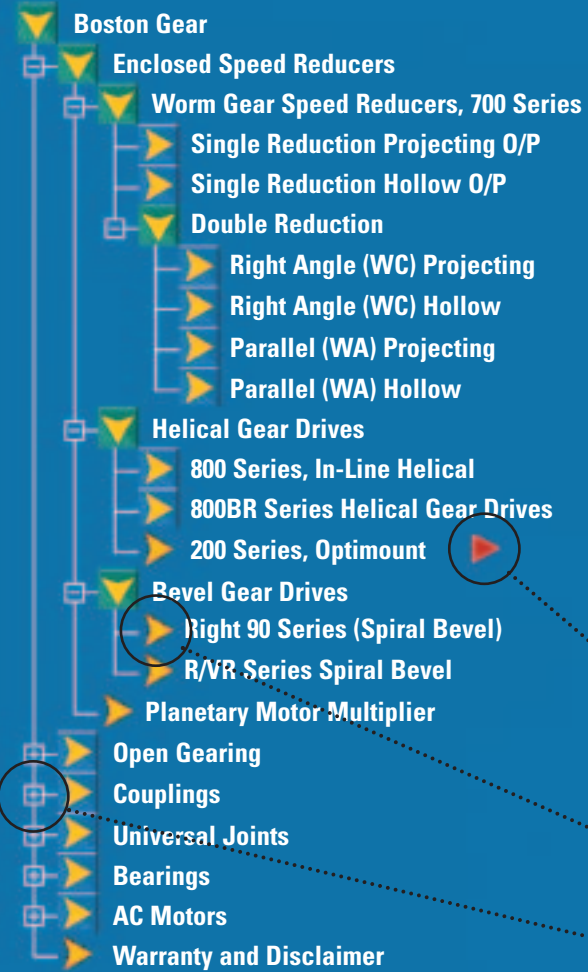 Boston Gear
Enclosed Speed Reducers
Worm Gear Speed Reducers, 700 Series
Single Reduction Projecting O/P
Single Reduction Hollow O/P
Double Reduction
Right Angle (WC) Projecting
Right Angle (WC) Hollow
Parallel (WA) Projecting
Parallel (WA) Hollow
Helical Gear Drives
800 Series, In-Line Helical
800BR Series Helical Gear Drives
200 Series, Optimount
Bevel Gear Drives
Right 90 Series (Spiral Bevel)
R/VR Series Spiral Bevel
Planetary Motor Multiplier
Open Gearing
Couplings
Universal Joints
Bearings
AC Motors
Warranty and Disclaimer